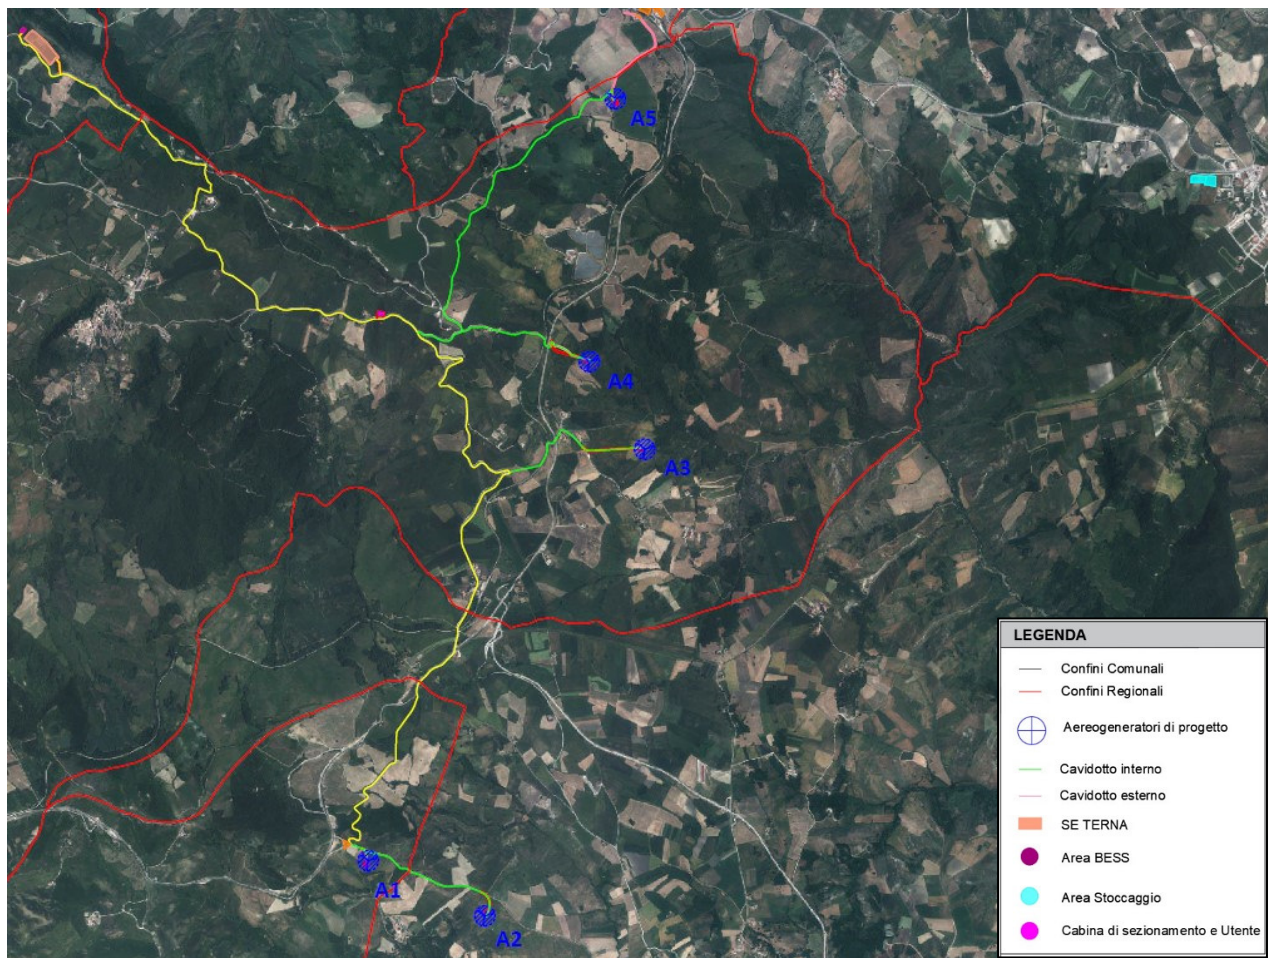 A5
A4
A3
A1
A2
LEGENDA
Confini Comunali
Confini Regionali
Aereogeneratori di progetto
Cavidotto interno
Cavidotto esterno
SE TERNA
Area BESS
Area Stoccaggio
Cabina di sezionamento e Utente